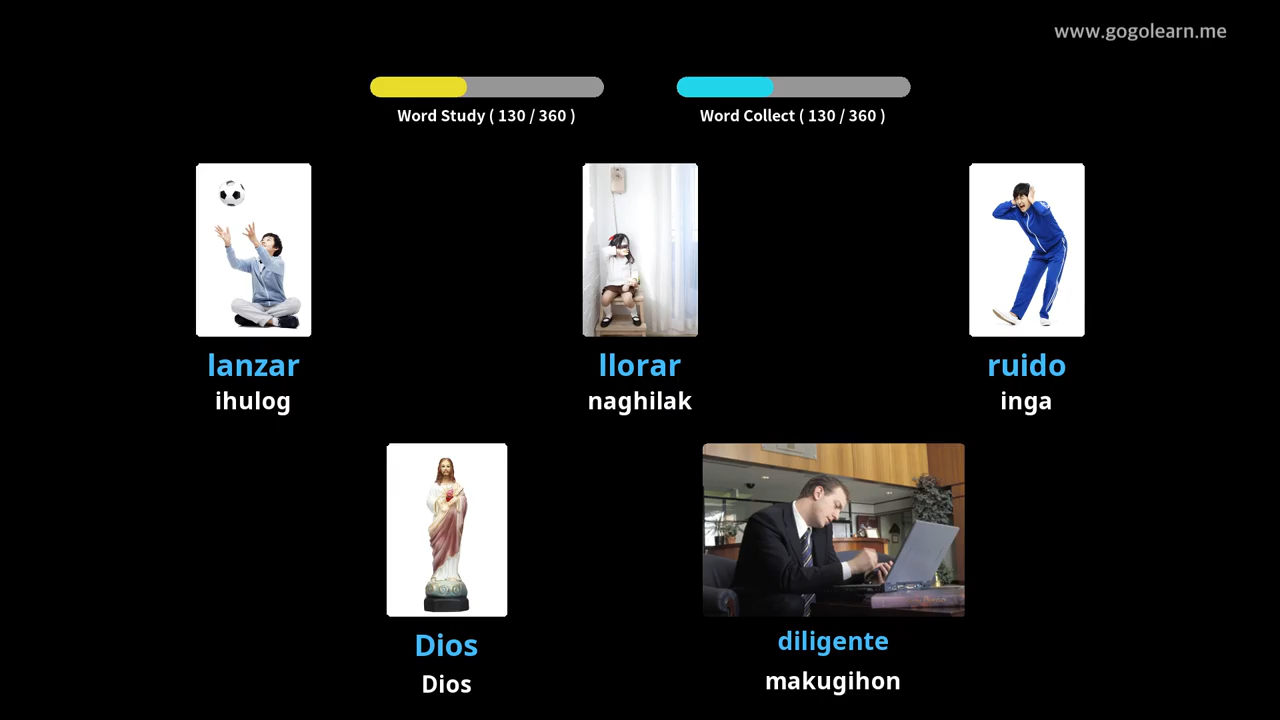 www.gogolearn.me
Word Study ( 130 / 360 )
Word Collect ( 130 / 360 )
lanzar
ihulog
llorar
naghilak
ruido
inga
Dios
Dios
diligente
makugihon